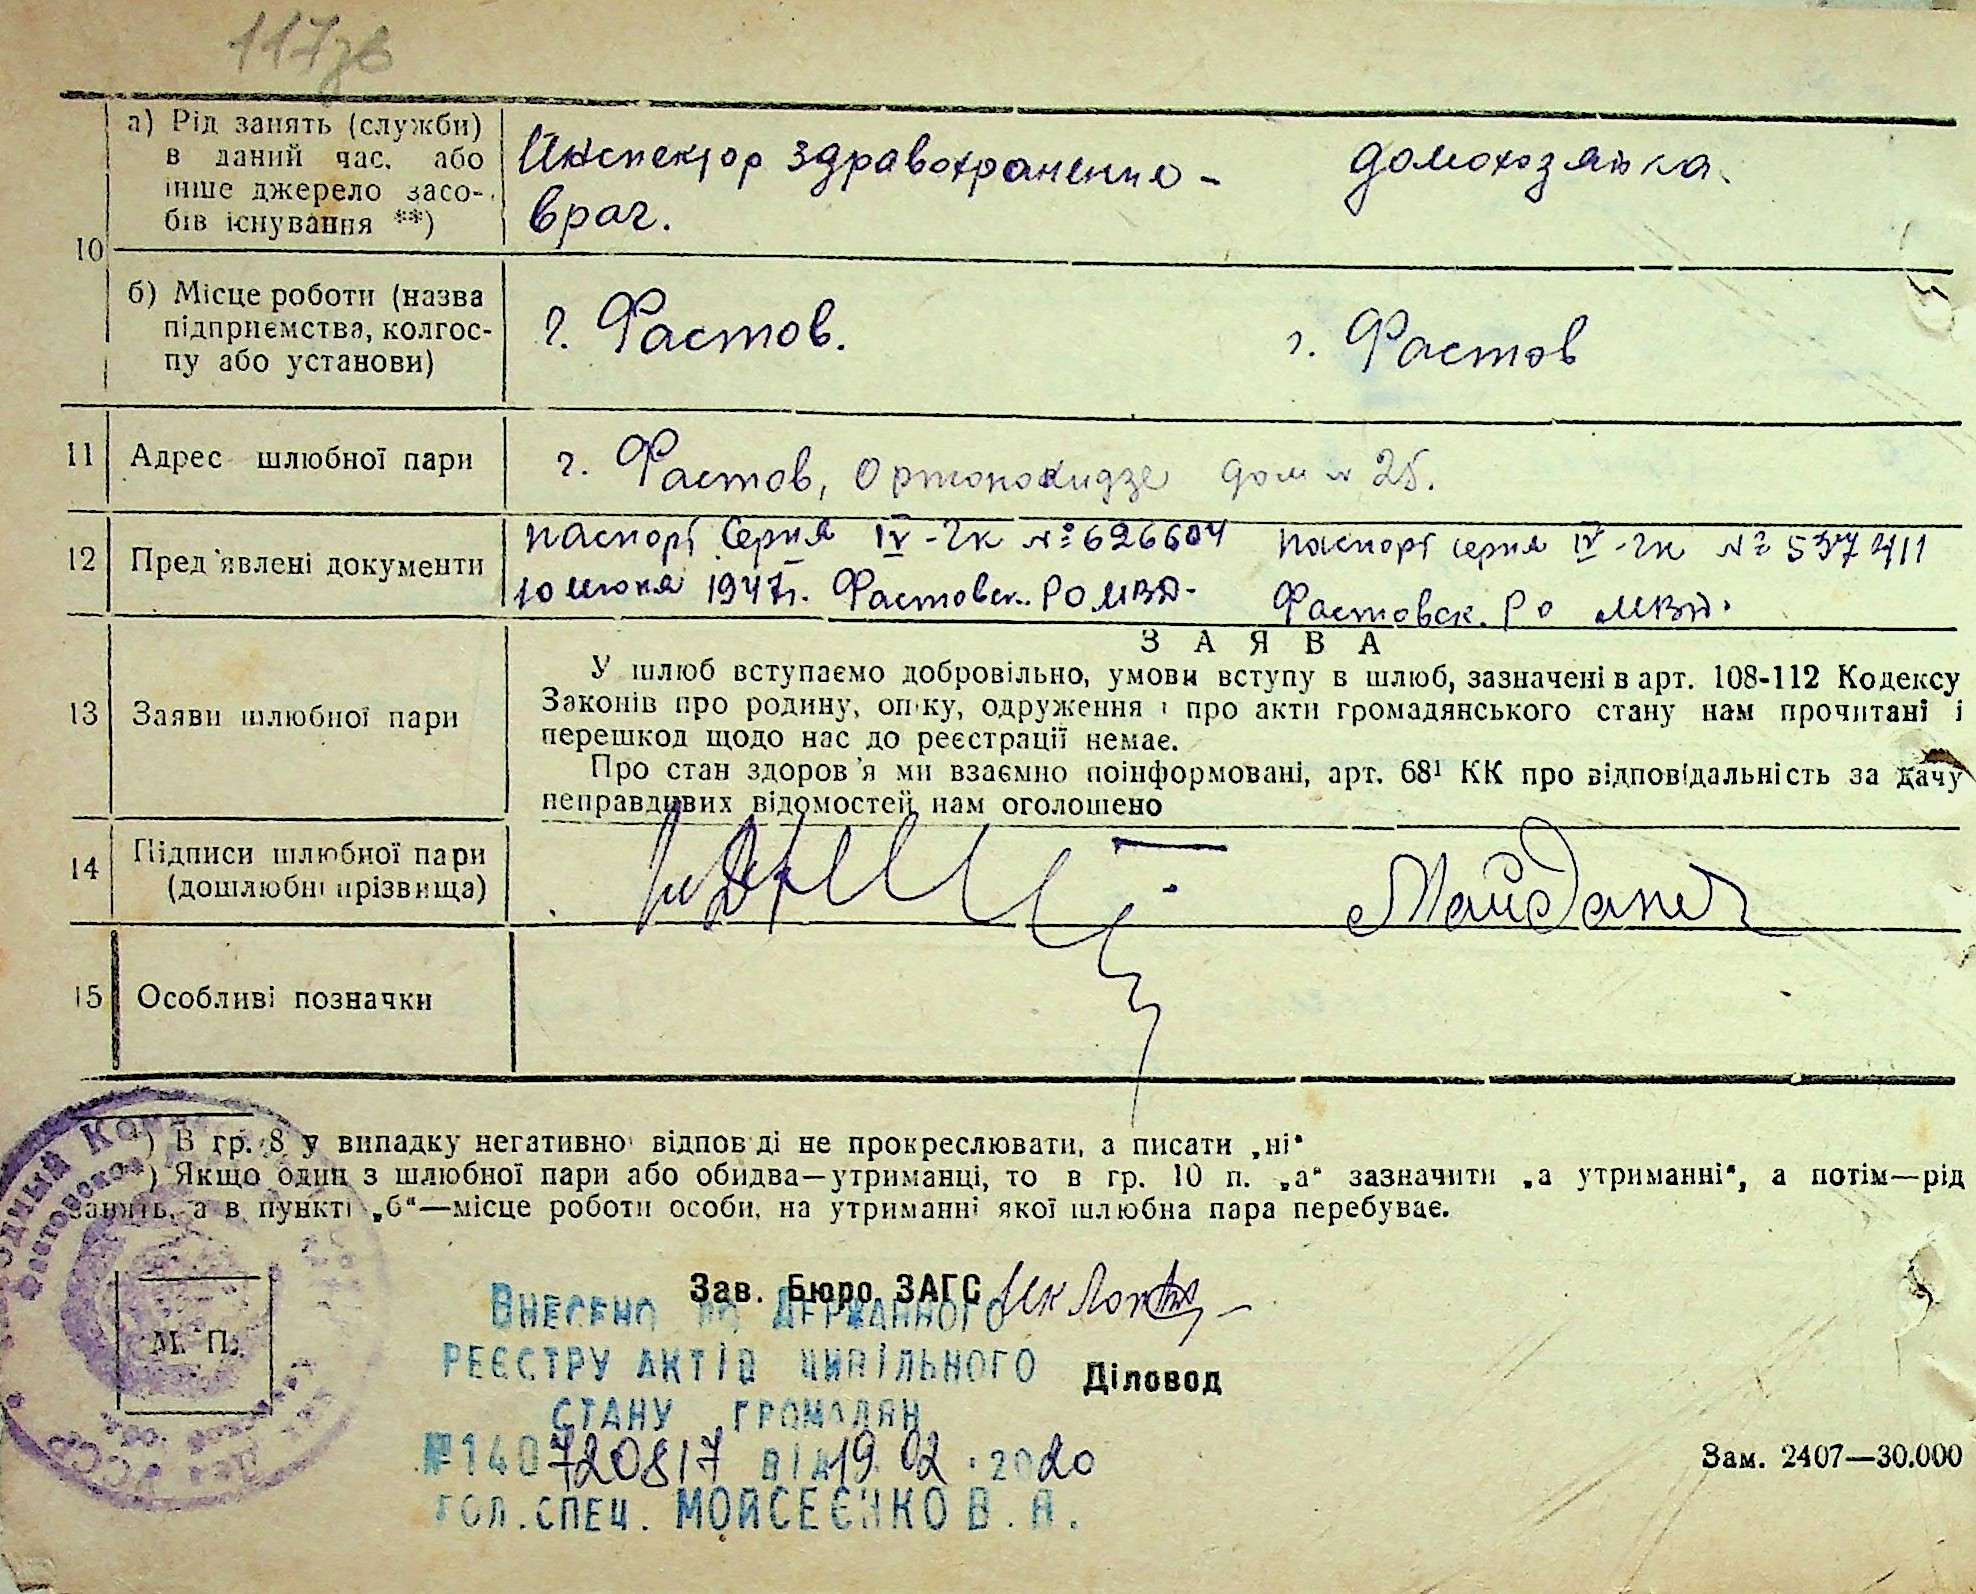 117зв
10
а) Рід занять (служби)
в даний час, або
інше джерело засо-
бів існування **)
Инспектор здравохранения -
врач.
домохозяйка.
б) Місце роботи (назва
підприємства, колгос-
пу або установи)
г. Фастов.
г. Фастов
11
Адрес шлюбної пари
г. Фастов, Орджоникидзе дом № 25.
12
Пред'явлені документи
паспорт Серия IV-ЧК № 626604
10 июня 1947г. Фастовск. РО МВД-
паспорт серия IV-ЧК № 537411
Фастовск. РО МВД.
13
Заяви шлюбної пари
ЗАЯВА
У шлюб вступаємо добровільно, умови вступу в шлюб, зазначені в арт. 108-112 Кодексу
Законів про родину, опіку, одруження і про акти громадянського стану нам прочитані і
перешкод щодо нас до реєстрації немає.
Про стан здоров'я ми взаємно поінформовані, арт. 68¹ КК про відповідальність за дачу
неправдивих відомостей нам оголошено
14
Підписи шлюбної пари
(дошлюбні прізвища)
Майданюк
15
Особливі позначки
*) В гр. 8 у випадку негативної відповіді не прокреслювати, а писати „ні“
) Якщо один з шлюбної пари або обидва—утриманці, то в гр. 10 п. „а“ зазначити „а утриманні“, а потім—рід
занять, а в пункті „б“—місце роботи особи, на утриманні якої шлюбна пара перебуває.
Зав. Бюро ЗАГС
М. П.
Діловод
Внесено до Державного
реєстру актів цивільного
стану громадян
№140720817 від 19.02.2020
гол.спец. Мойсеєнко В.А.
УССР
Зам. 2407—30.000